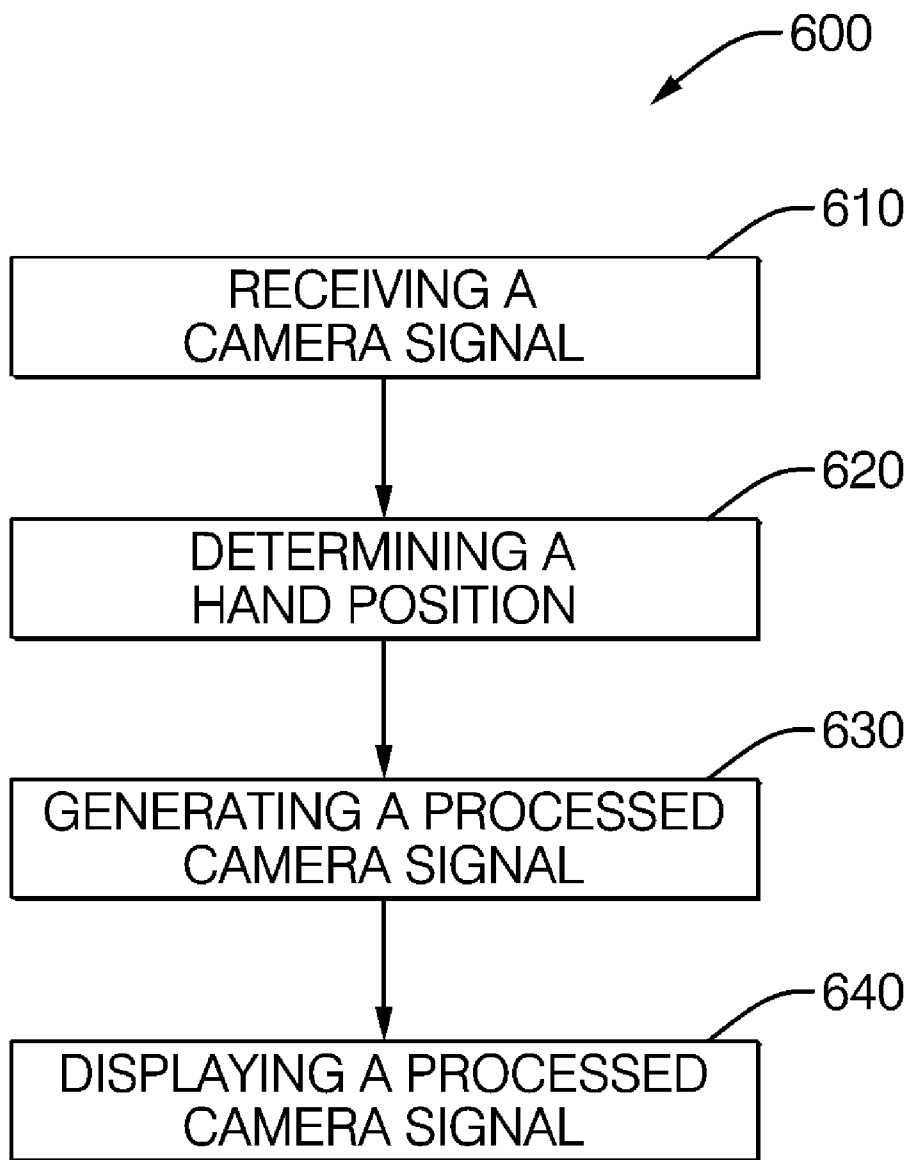 600
610
RECEIVING A
CAMERA SIGNAL
620
DETERMINING A
HAND POSITION
630
GENERATING A PROCESSED
CAMERA SIGNAL
640
DISPLAYING A PROCESSED
CAMERA SIGNAL